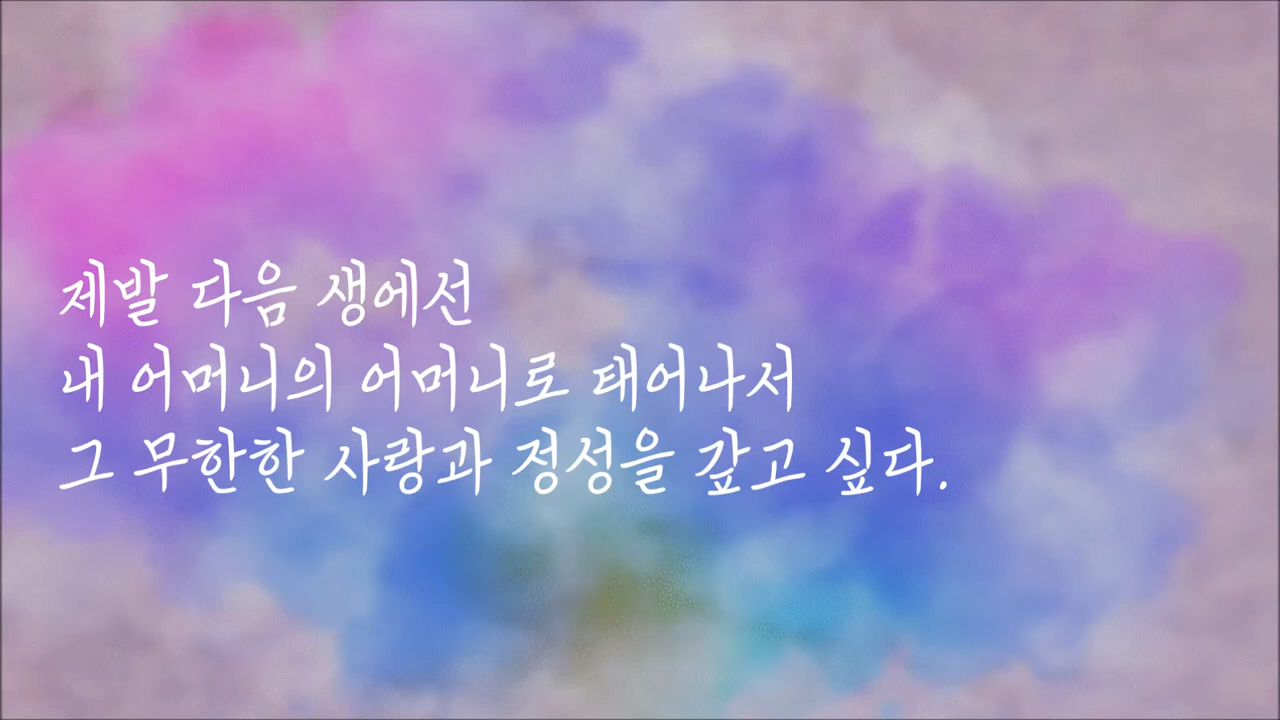 제발 다음 생에선
내 어머니의 어머니로 태어나서
그 무한한 사랑과 정성을 갚고 싶다.